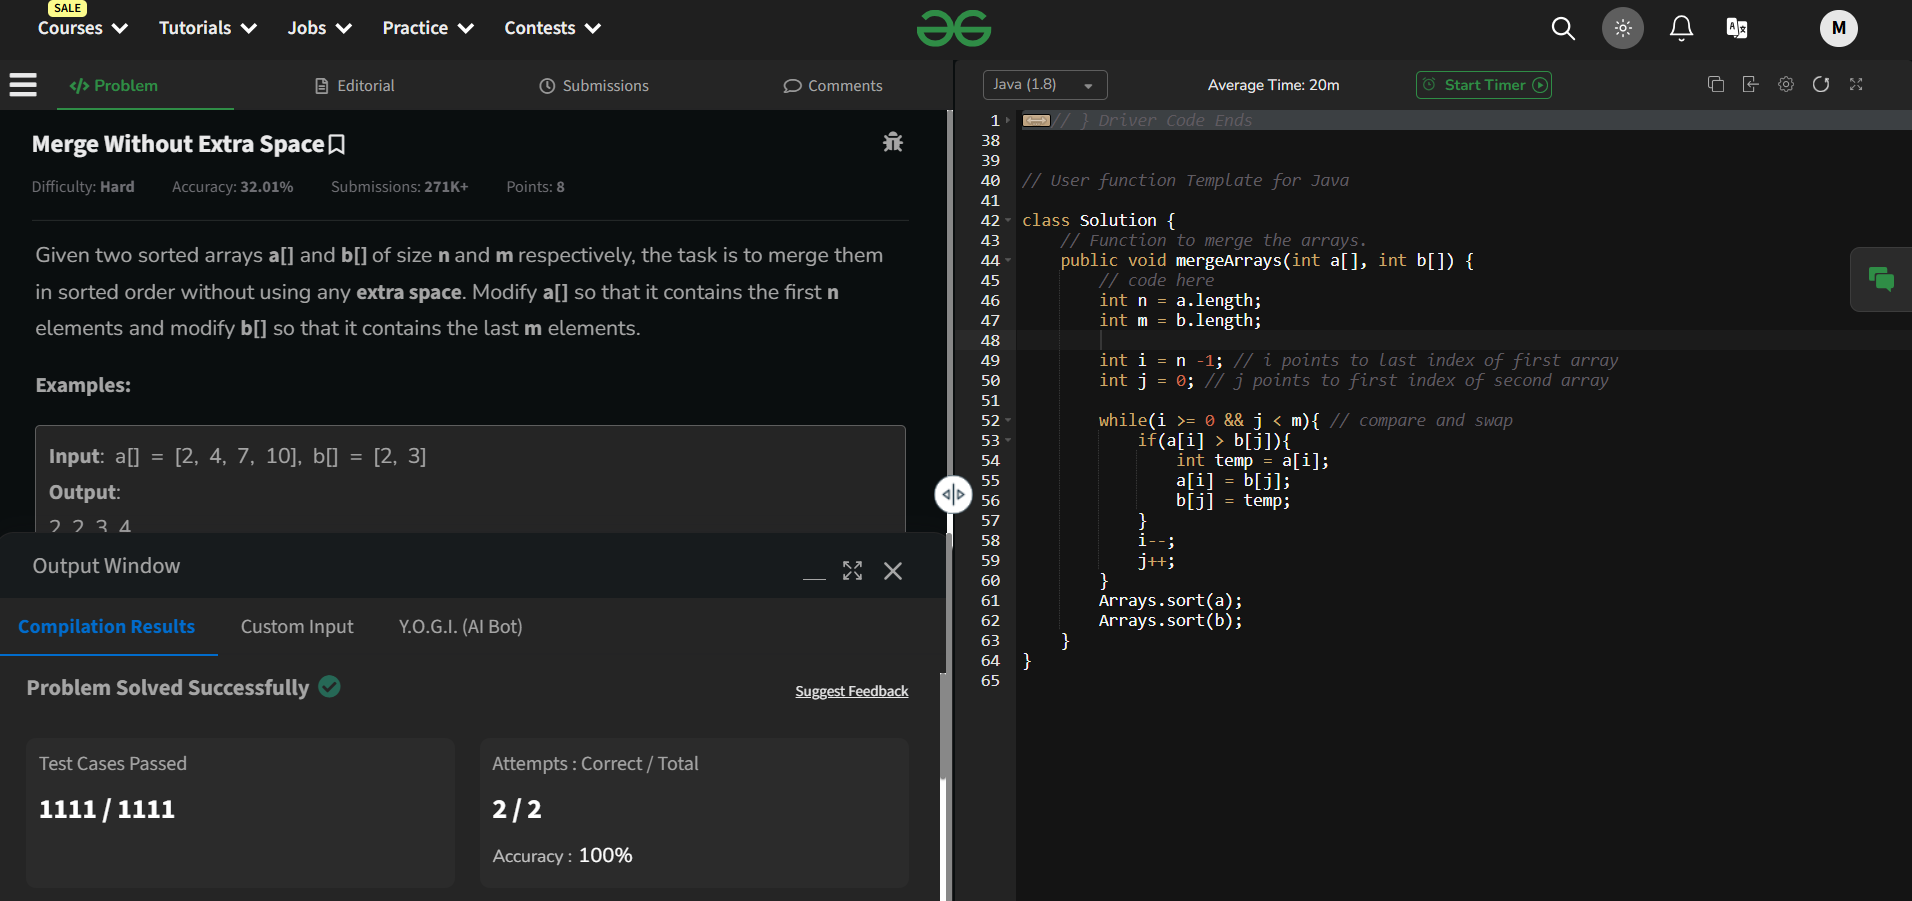 SALE
Courses Tutorials Jobs Practice Contests
M
</> Problem Editorial Submissions Comments
Merge Without Extra Space
Difficulty: Hard Accuracy: 32.01% Submissions: 271K+ Points: 8
Given two sorted arrays a[] and b[] of size n and m respectively, the task is to merge them
in sorted order without using any extra space. Modify a[] so that it contains the first n
elements and modify b[] so that it contains the last m elements.
Examples:
Input: a[] = [2, 4, 7, 10], b[] = [2, 3]
Output:
2 2 3 4
Output Window
Compilation Results Custom Input Y.O.G.I. (AI Bot)
Problem Solved Successfully
Suggest Feedback
Test Cases Passed
1111 / 1111
Attempts : Correct / Total
2 / 2
Accuracy : 100%
Java (1.8) Average Time: 20m Start Timer
1 // } Driver Code Ends
38
39
40 // User function Template for Java
41
42 class Solution {
43 // Function to merge the arrays.
44 public void mergeArrays(int a[], int b[]) {
45 // code here
46 int n = a.length;
47 int m = b.length;
48
49 int i = n -1; // i points to last index of first array
50 int j = 0; // j points to first index of second array
51
52 while(i >= 0 && j < m){ // compare and swap
53 if(a[i] > b[j]){
54 int temp = a[i];
55 a[i] = b[j];
56 b[j] = temp;
57 }
58 i--;
59 j++;
60 }
61 Arrays.sort(a);
62 Arrays.sort(b);
63 }
64 }
65